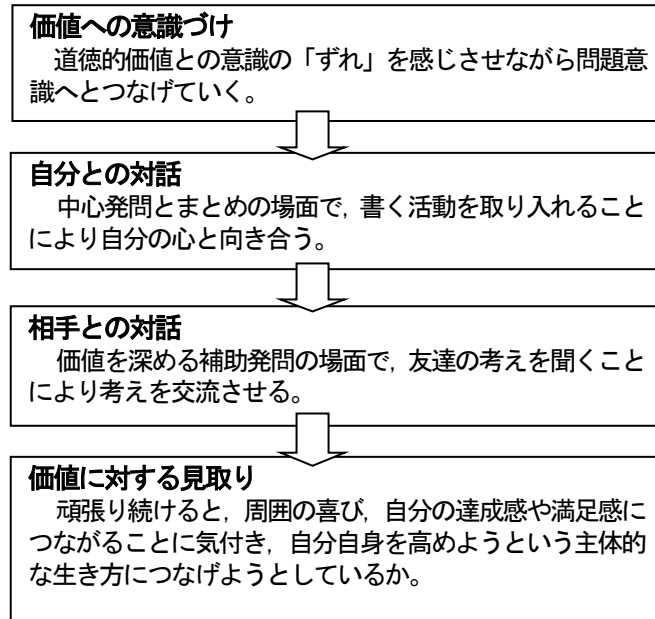 価値への意識づけ
道徳的価値との意識の「ずれ」を感じさせながら問題意
識へとつなげていく。
自分との対話
中心発問とまとめの場面で，書く活動を取り入れること
により自分の心と向き合う。
相手との対話
価値を深める補助発問の場面で，友達の考えを聞くこと
により考えを交流させる。
価値に対する見取り
頑張り続けると，周囲の喜び，自分の達成感や満足感に
つながることに気付き，自分自身を高めようという主体的
な生き方につなげようとしているか。